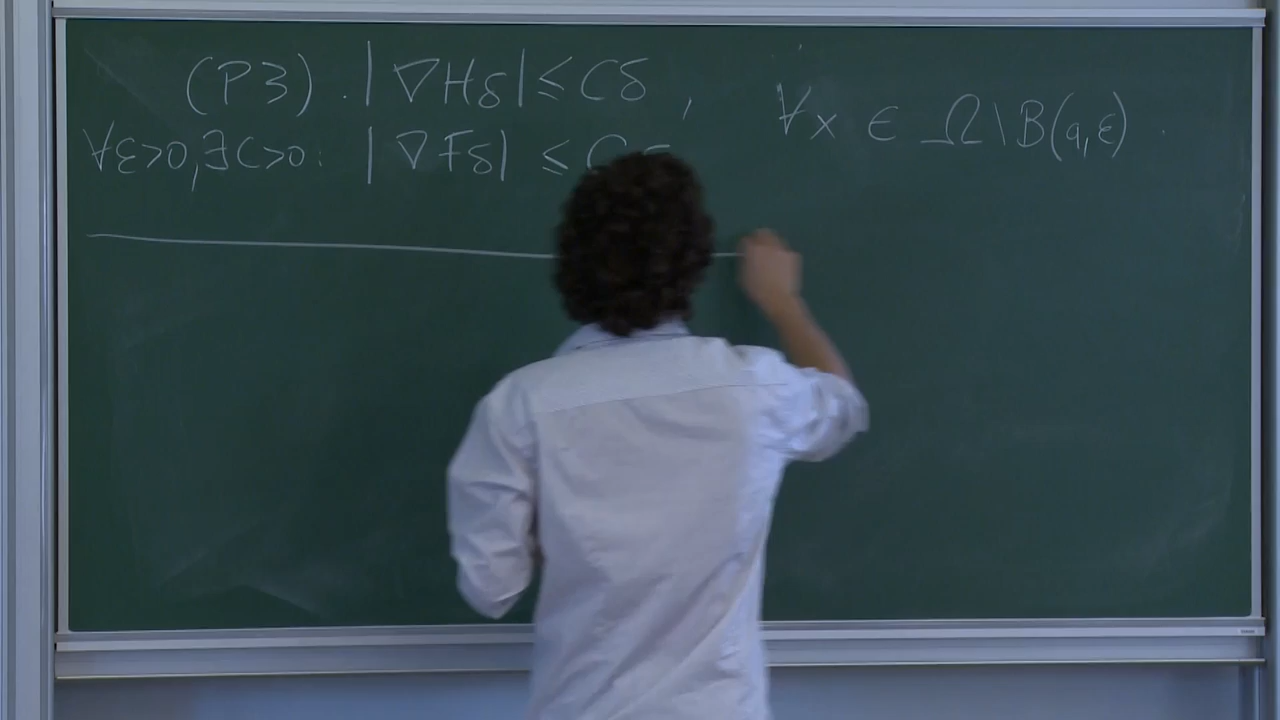 (P3) . |∇Hδ| ≤ Cδ , ∀x ∈ Ω \ B(a,ε) .
∀ε>0, ∃C>0 : |∇Fδ| ≤